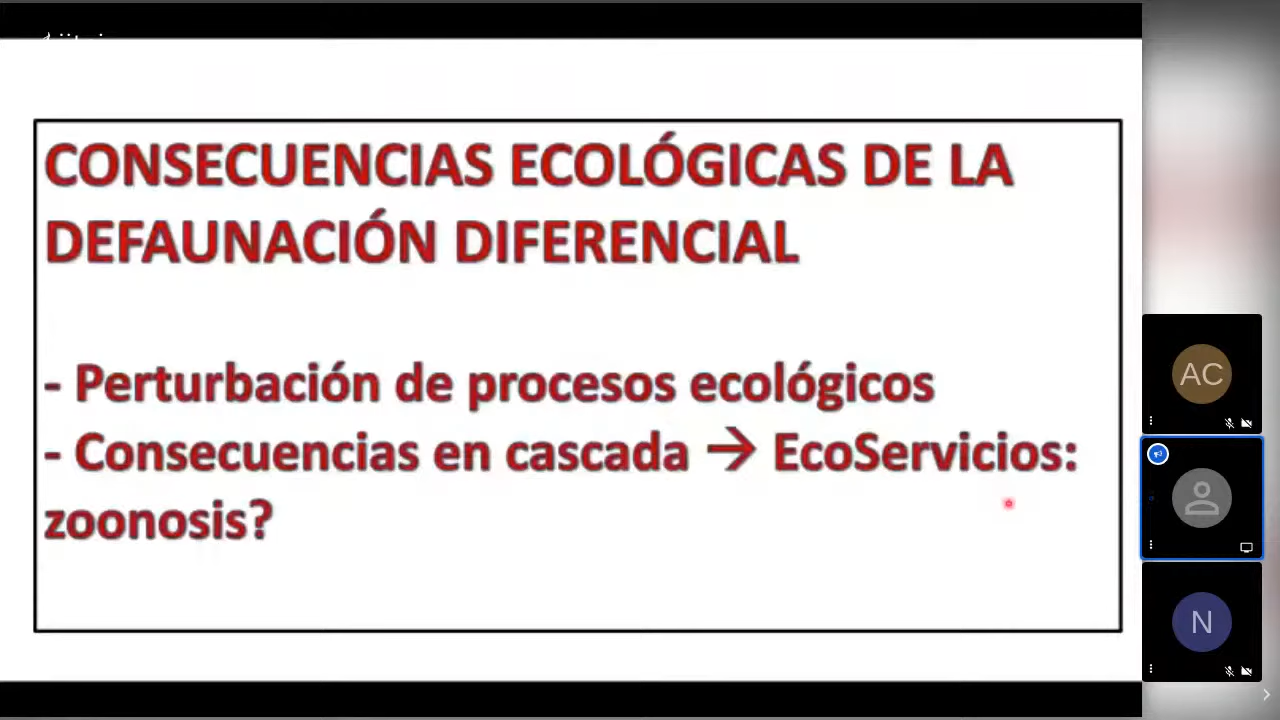 CONSECUENCIAS ECOLÓGICAS DE LA
DEFAUNACIÓN DIFERENCIAL
- Perturbación de procesos ecológicos
- Consecuencias en cascada → EcoServicios:
zoonosis?
AC
N